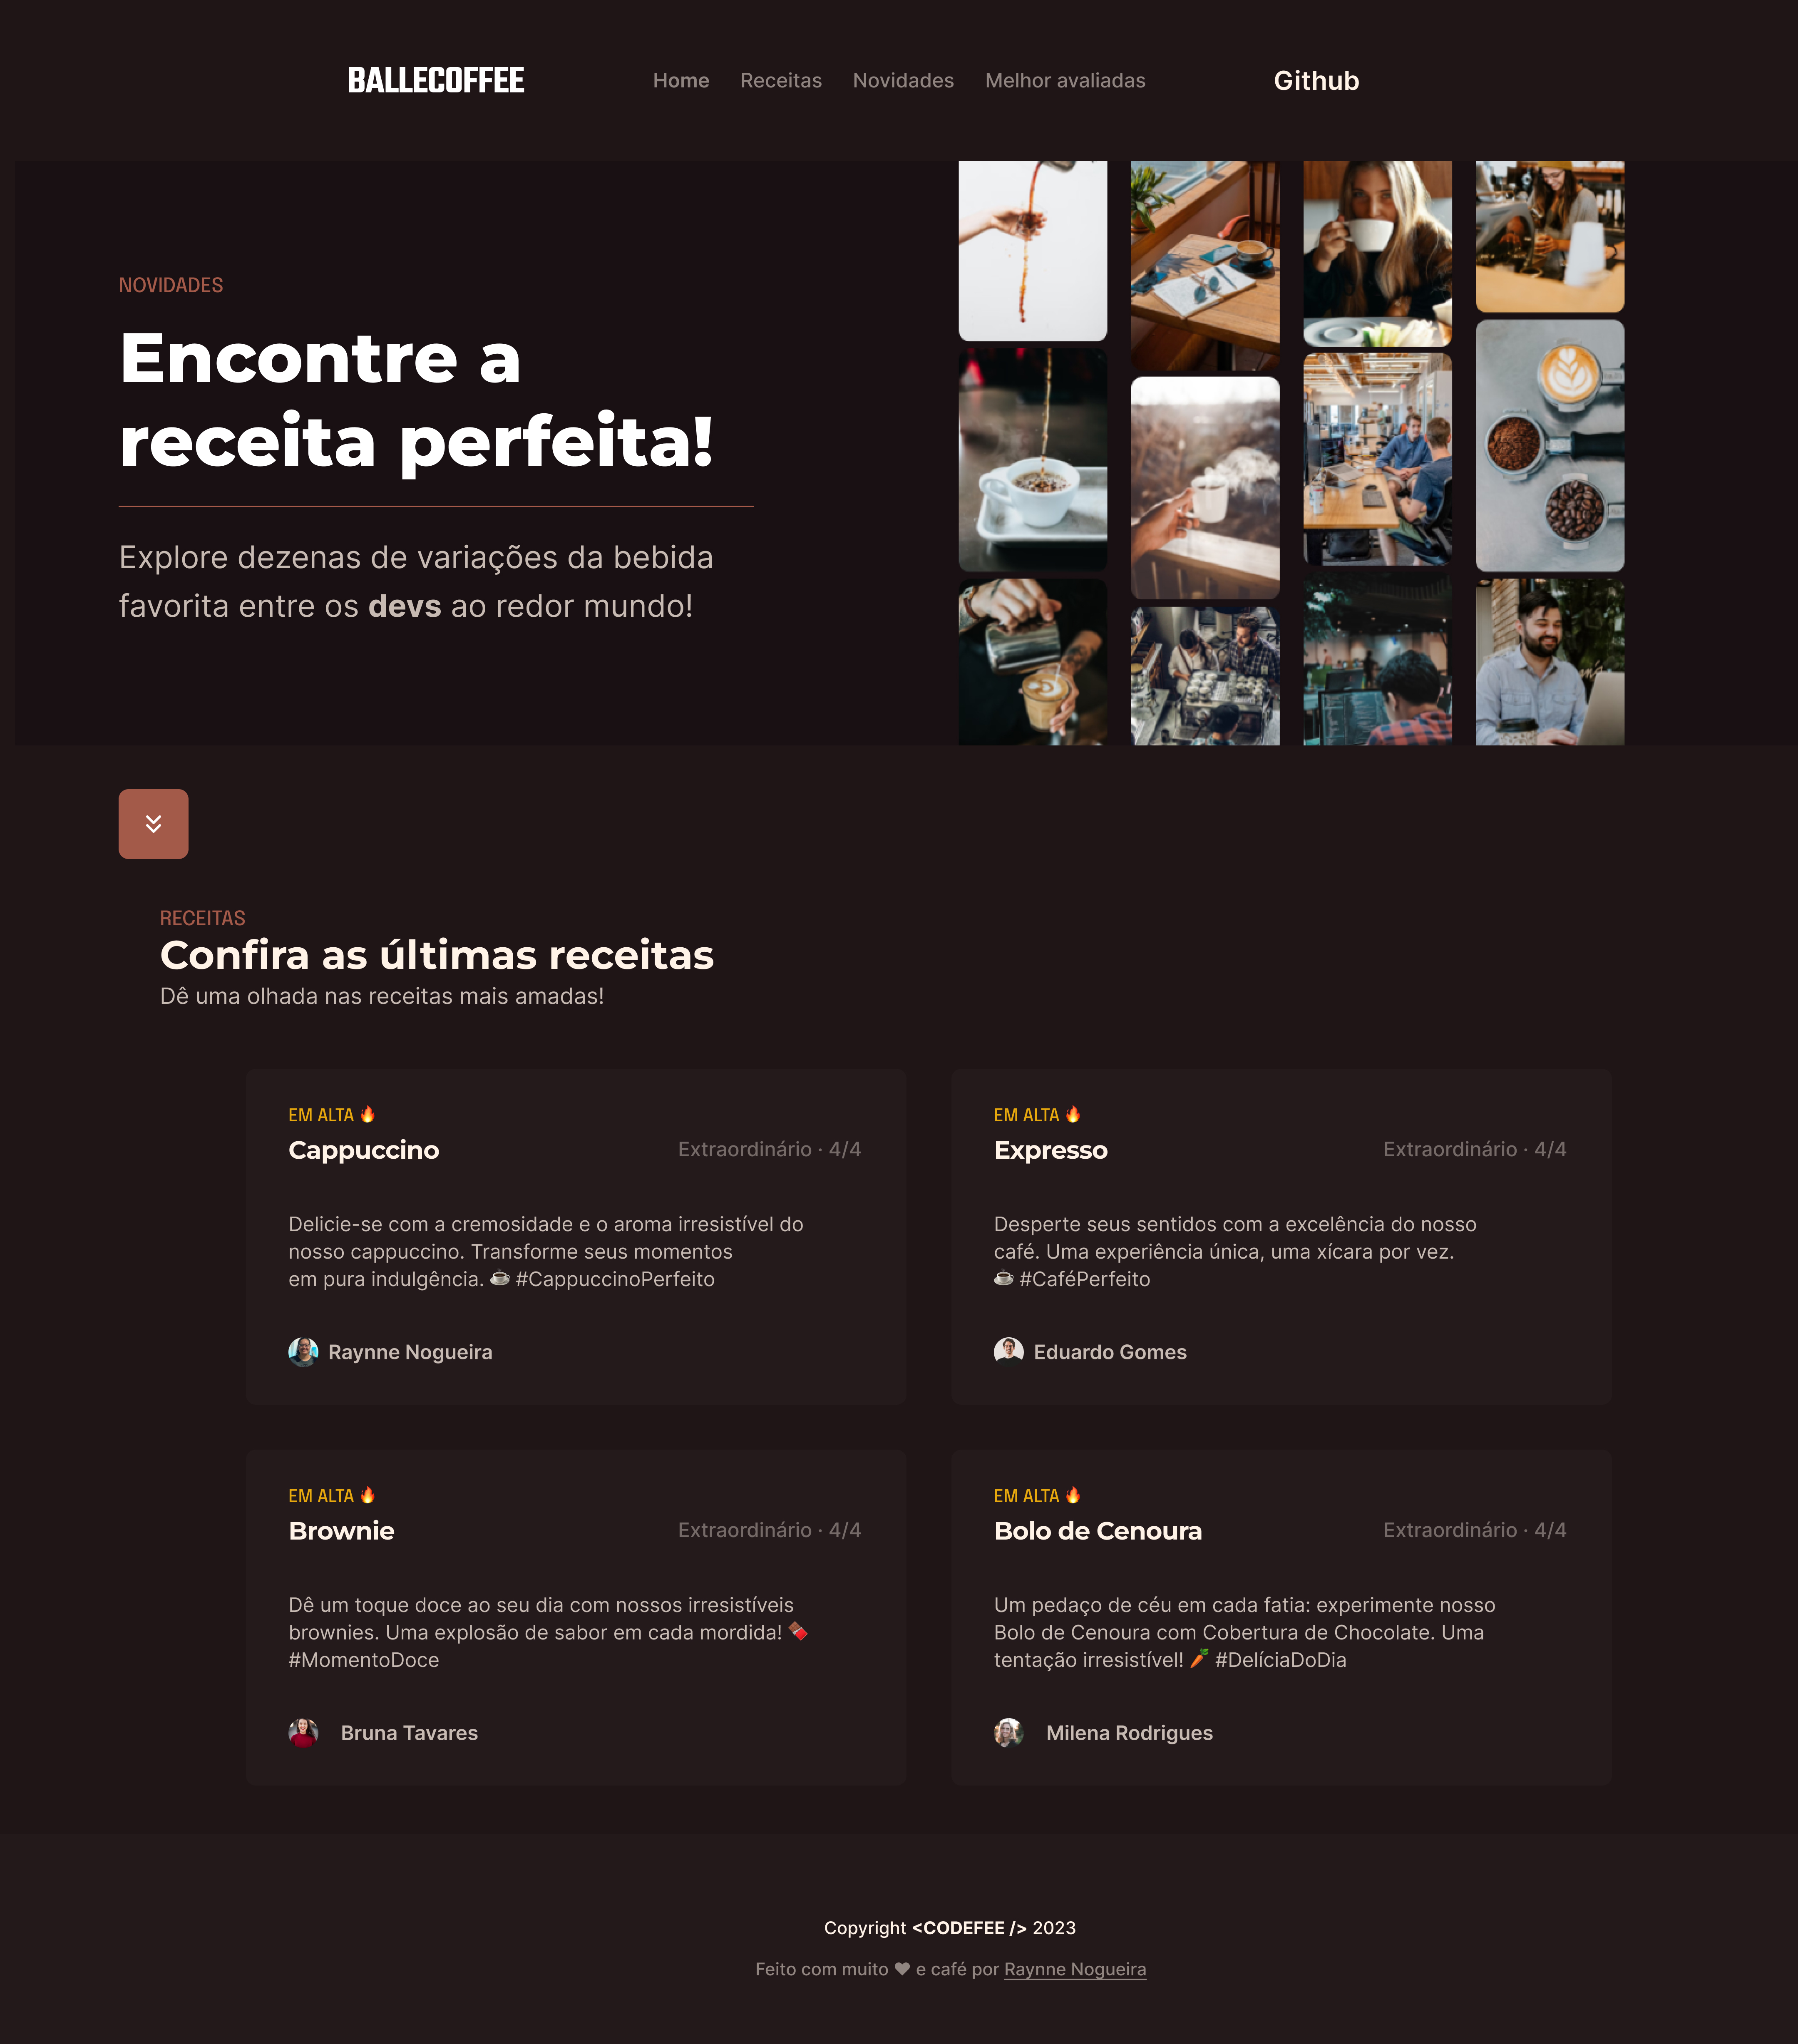 BALLECOFFEE
Home Receitas Novidades Melhor avaliadas
Github
NOVIDADES
Encontre a
receita perfeita!
Explore dezenas de variações da bebida
favorita entre os devs ao redor mundo!
RECEITAS
Confira as últimas receitas
Dê uma olhada nas receitas mais amadas!
EM ALTA 🔥
Cappuccino
Extraordinário · 4/4
Delicie-se com a cremosidade e o aroma irresistível do
nosso cappuccino. Transforme seus momentos
em pura indulgência. ☕ #CappuccinoPerfeito
Raynne Nogueira
EM ALTA 🔥
Expresso
Extraordinário · 4/4
Desperte seus sentidos com a excelência do nosso
café. Uma experiência única, uma xícara por vez.
☕ #CaféPerfeito
Eduardo Gomes
EM ALTA 🔥
Brownie
Extraordinário · 4/4
Dê um toque doce ao seu dia com nossos irresistíveis
brownies. Uma explosão de sabor em cada mordida! 🍫
#MomentoDoce
Bruna Tavares
EM ALTA 🔥
Bolo de Cenoura
Extraordinário · 4/4
Um pedaço de céu em cada fatia: experimente nosso
Bolo de Cenoura com Cobertura de Chocolate. Uma
tentação irresistível! 🥕 #DelíciaDoDia
Milena Rodrigues
Copyright <CODEFEE /> 2023
Feito com muito ♥ e café por Raynne Nogueira